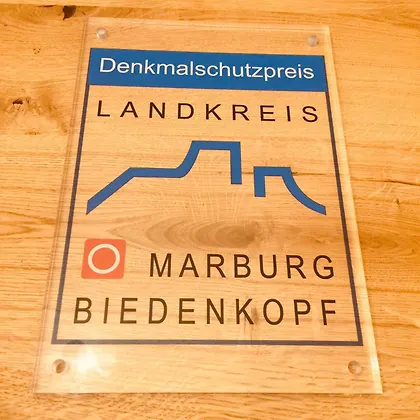 Denkmalschutzpreis
LANDKREIS
MARBURG
BIEDENKOPF